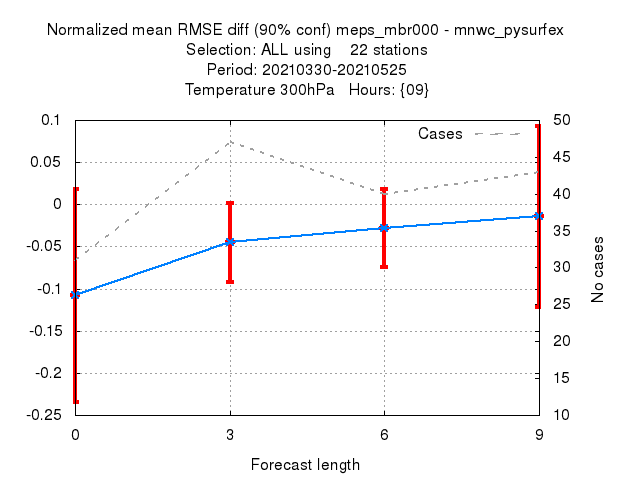 Normalized mean RMSE diff (90% conf) meps_mbr000 - mnwc_pysurfex
Selection: ALL using    22 stations
Period: 20210330-20210525
Temperature 300hPa   Hours: {09}
0.1
0.05
0
-0.05
-0.1
-0.15
-0.2
-0.25
Cases
50
45
40
35
30
25
20
15
10
No cases
0 3 6 9
Forecast length